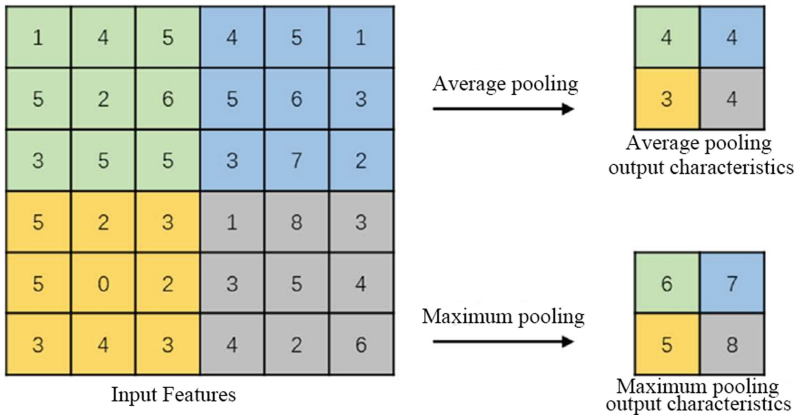 1 4 5 4 5 1
5 2 6 5 6 3
3 5 5 3 7 2
5 2 3 1 8 3
5 0 2 3 5 4
3 4 3 4 2 6
Input Features
Average pooling
4 4
3 4
Average pooling
output characteristics
Maximum pooling
6 7
5 8
Maximum pooling
output characteristics